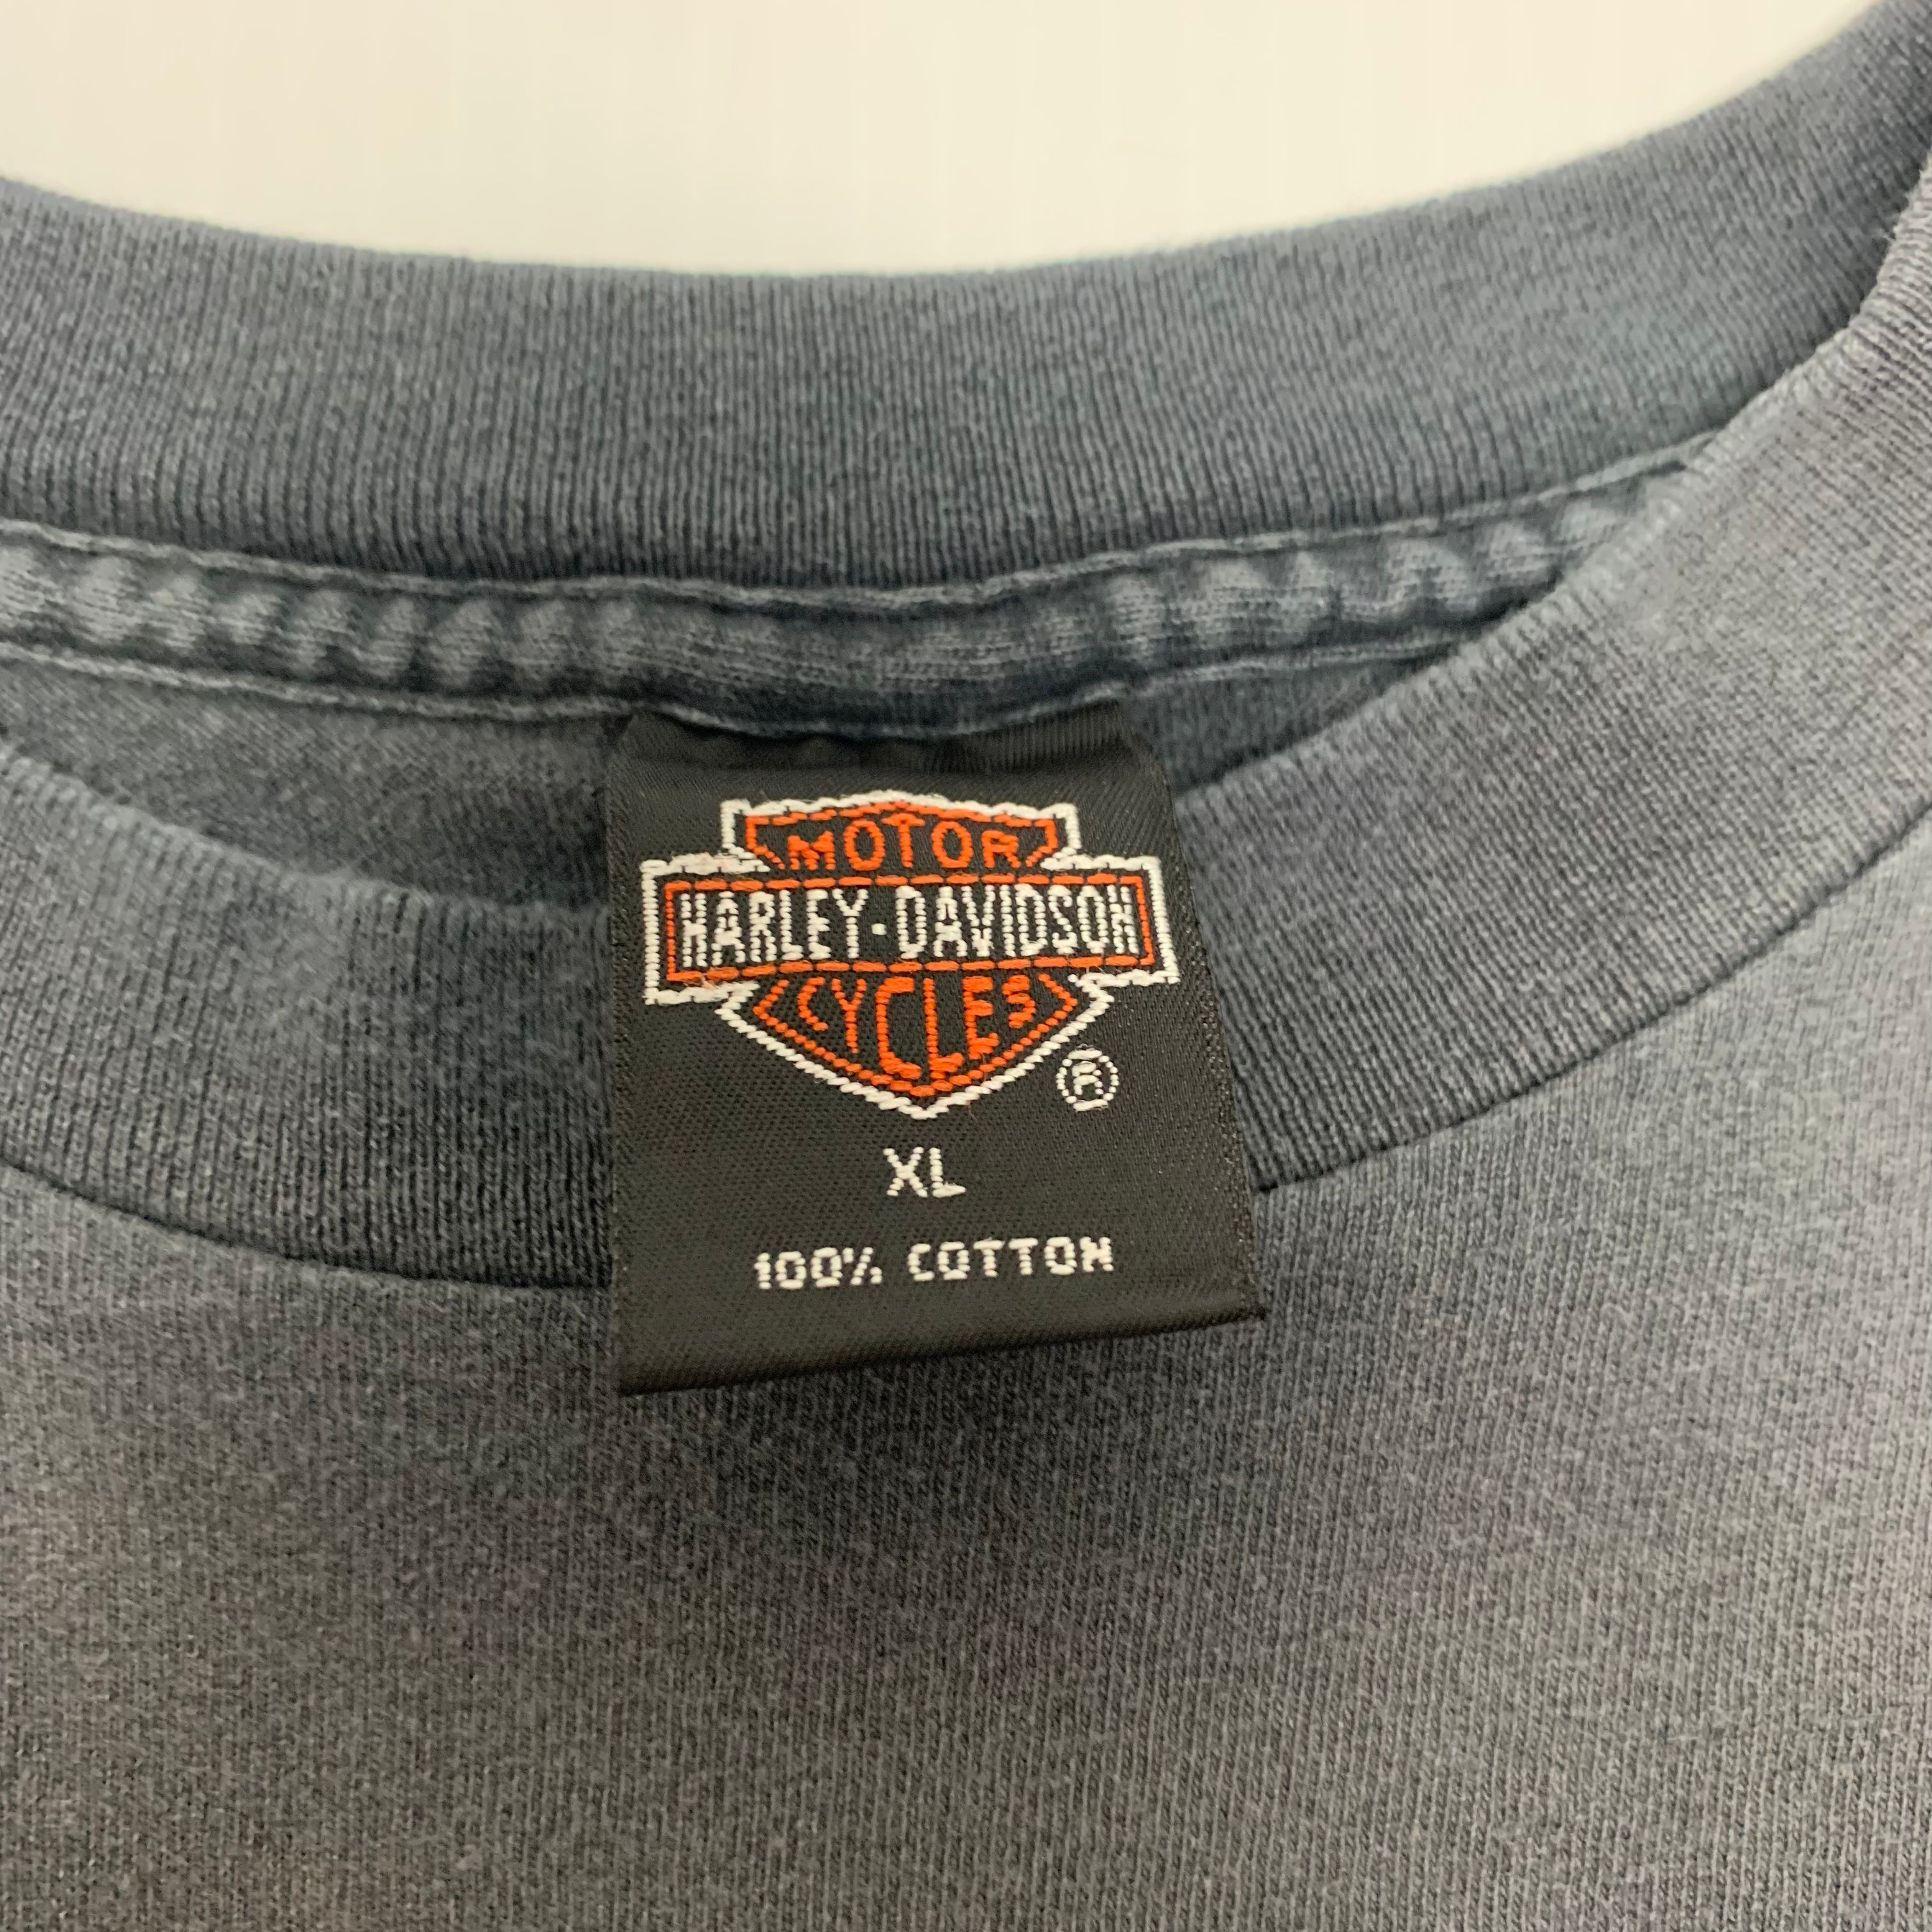 MOTOR
HARLEY-DAVIDSON
CYCLES
®
XL
100% COTTON